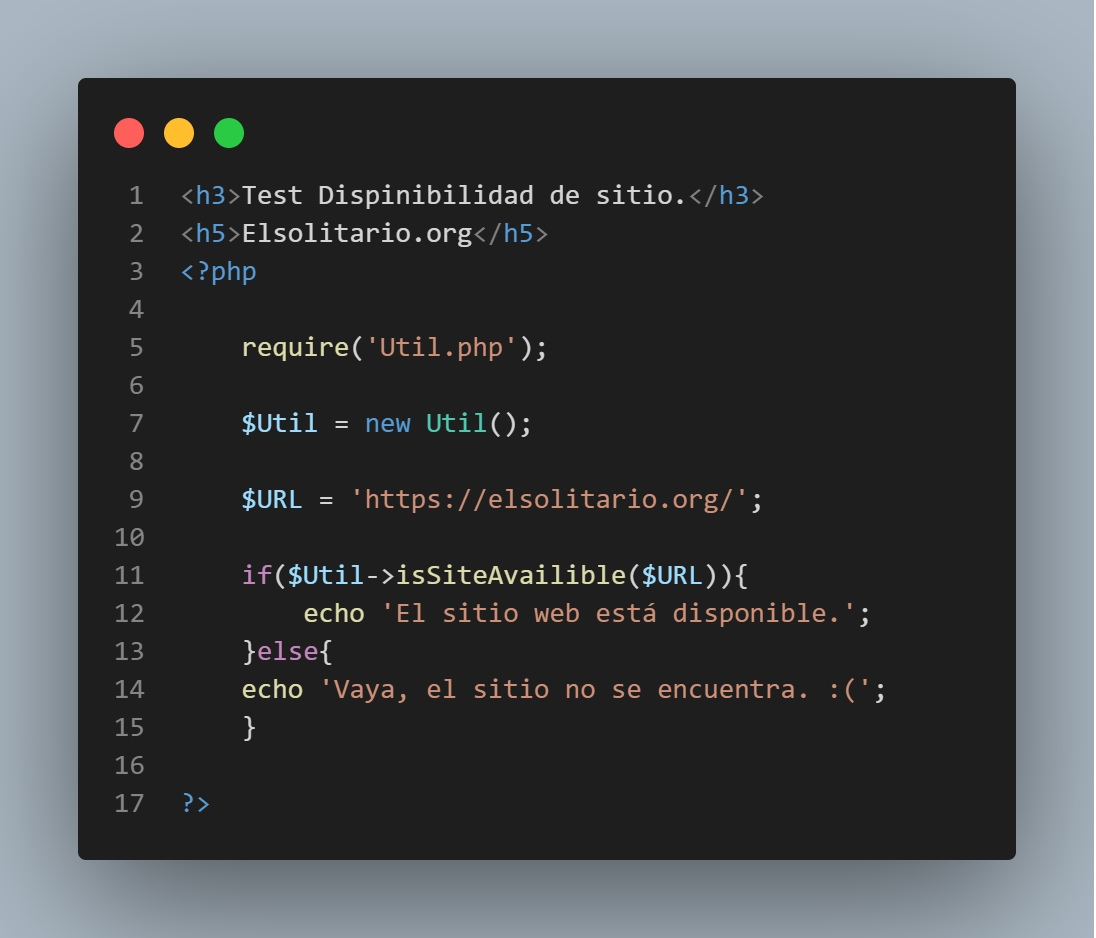 1 <h3>Test Dispinibilidad de sitio.</h3>
2 <h5>Elsolitario.org</h5>
3 <?php
4
5     require('Util.php');
6
7     $Util = new Util();
8
9     $URL = 'https://elsolitario.org/';
10
11     if($Util->isSiteAvailible($URL)){
12         echo 'El sitio web está disponible.';
13     }else{
14     echo 'Vaya, el sitio no se encuentra. :(';
15     }
16
17 ?>